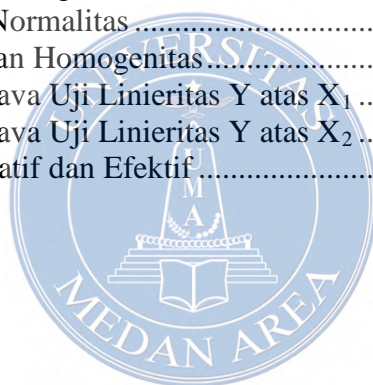 Normalitas ..............................
an Homogenitas ......................
ava Uji Linieritas Y atas X₁ ..
ava Uji Linieritas Y atas X₂ ..
atif dan Efektif ......................
UNIVERSITAS
UMA
MEDAN AREA